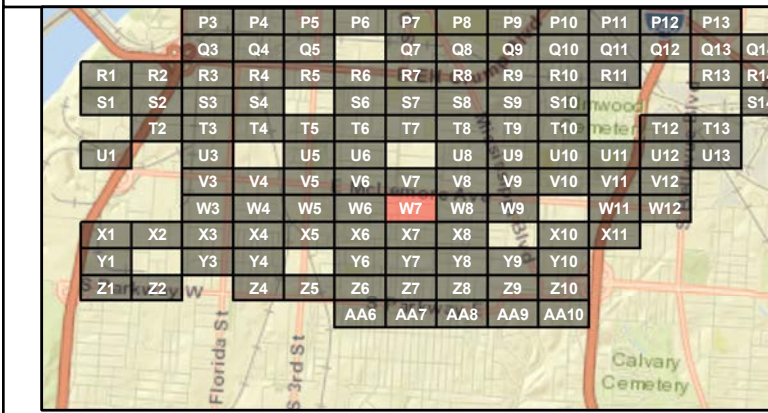 P3 P4 P5 P6 P7 P8 P9 P10 P11 P12 P13
Q3 Q4 Q5 Q7 Q8 Q9 Q10 Q11 Q12 Q13
R1 R2 R3 R4 R5 R6 R7 R8 R9 R10 R11 R13
S1 S2 S3 S4 S6 S7 S8 S9 S10
T2 T3 T4 T5 T6 T7 T8 T9 T10 T12 T13
U1 U3 U5 U6 U8 U9 U10 U11 U12 U13
V3 V4 V5 V6 V7 V8 V9 V10 V11 V12
W3 W4 W5 W6 W7 W8 W9 W11 W12
X1 X2 X3 X4 X5 X6 X7 X8 X10 X11
Y1 Y3 Y4 Y6 Y7 Y8 Y9 Y10
Z1 Z2 Z4 Z5 Z6 Z7 Z8 Z9 Z10
AA6 AA7 AA8 AA9 AA10
Florida St
S 3rd St
Calvary
Cemetery